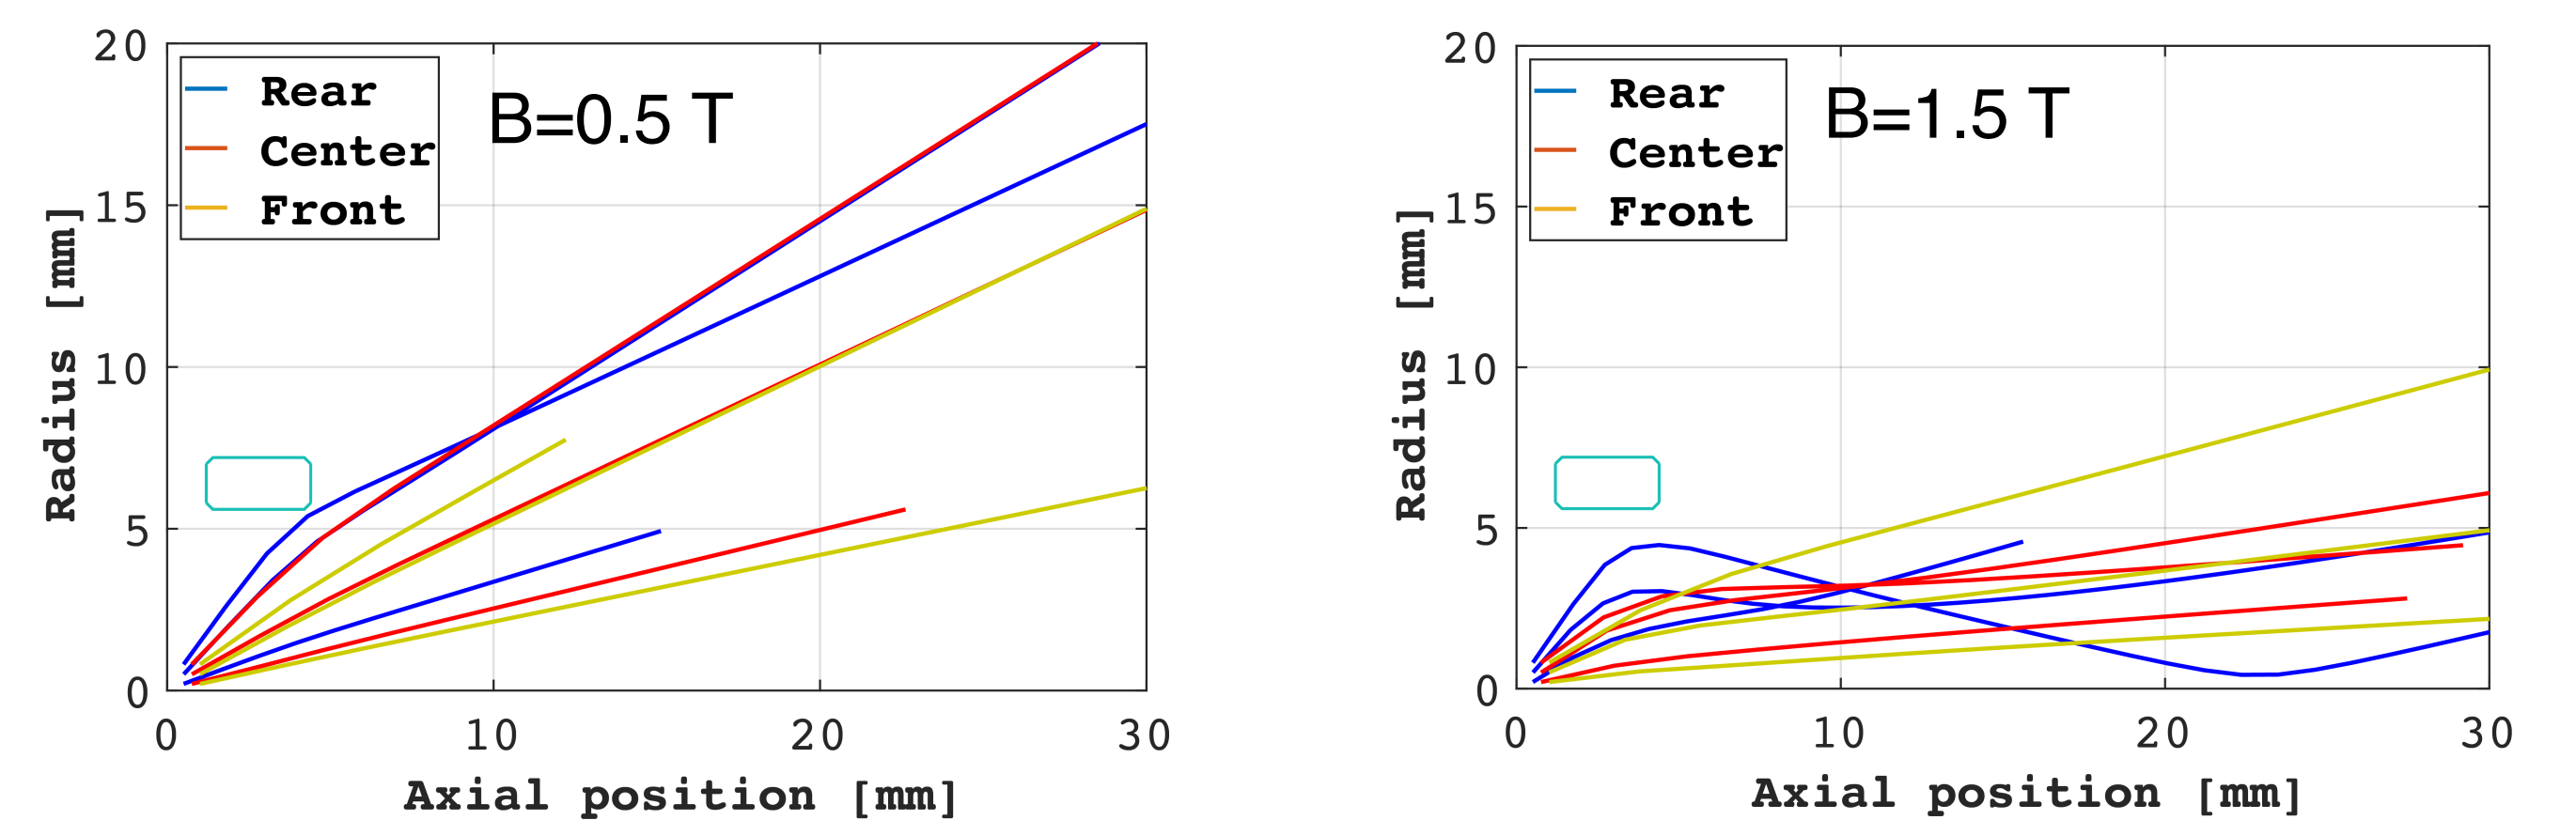 20
15
10
5
0
0 10 20 30
Radius [mm]
Axial position [mm]
Rear
Center
Front
B=0.5 T
20
15
10
5
0
0 10 20 30
Radius [mm]
Axial position [mm]
Rear
Center
Front
B=1.5 T